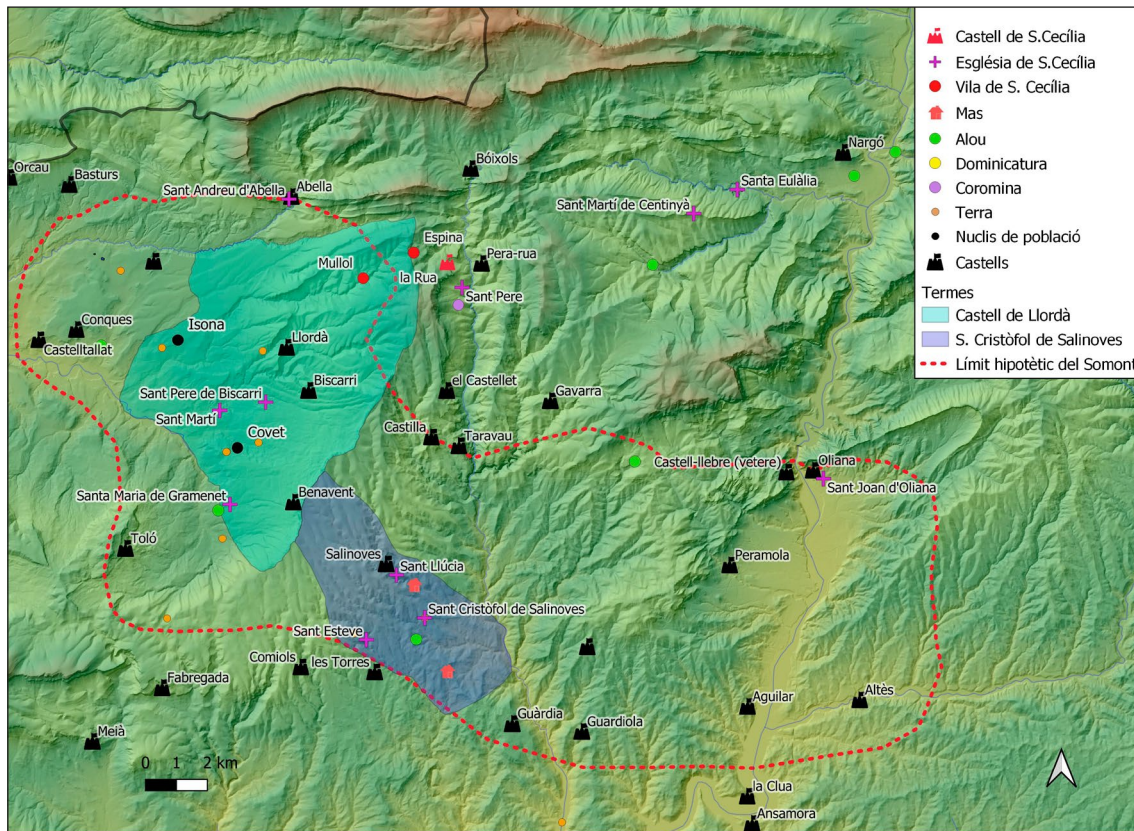 Castell de S.Cecília
Església de S.Cecília
Vila de S. Cecília
Mas
Alou
Dominicatura
Coromina
Terra
Nuclis de població
Castells
Termes
Castell de Llordà
S. Cristòfol de Salinoves
Límit hipotètic del Somont
Nargó
Orcau
Bóixols
Basturs
Sant Andreu d'Abella
Abella
Santa Eulàlia
Sant Martí de Centinyà
Espina
Pera-rua
Mullol
la Rua
Sant Pere
Conques
Isona
Castelltallat
Llordà
Biscarri
el Castellet
Gavarra
Sant Pere de Biscarri
Sant Martí
Covet
Castilla
Taravau
Castell-llebre (vetere)
Oliana
Sant Joan d'Oliana
Santa Maria de Gramenet
Benavent
Toló
Salinoves
Sant Llúcia
Peramola
Sant Cristòfol de Salinoves
Sant Esteve
Comiols
les Torres
Fabregada
Aguilar
Altès
Guàrdia
Guardiola
Meià
0 1 2 km
la Clua
Ansamora